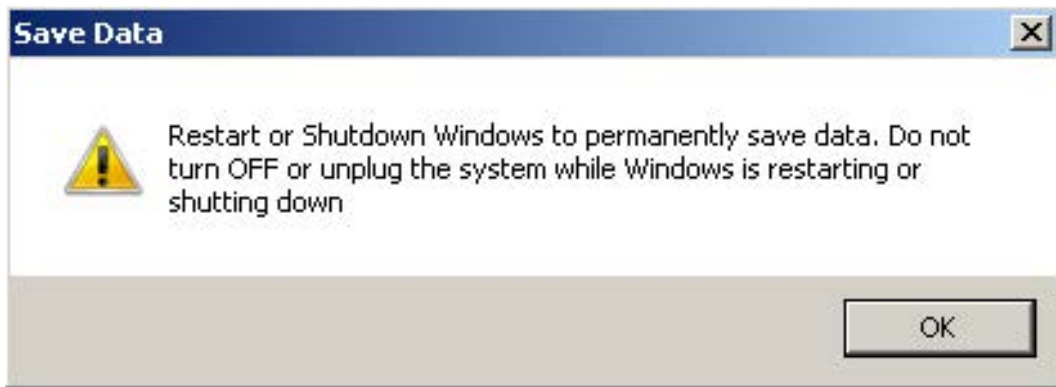 Save Data
Restart or Shutdown Windows to permanently save data. Do not
turn OFF or unplug the system while Windows is restarting or
shutting down
OK